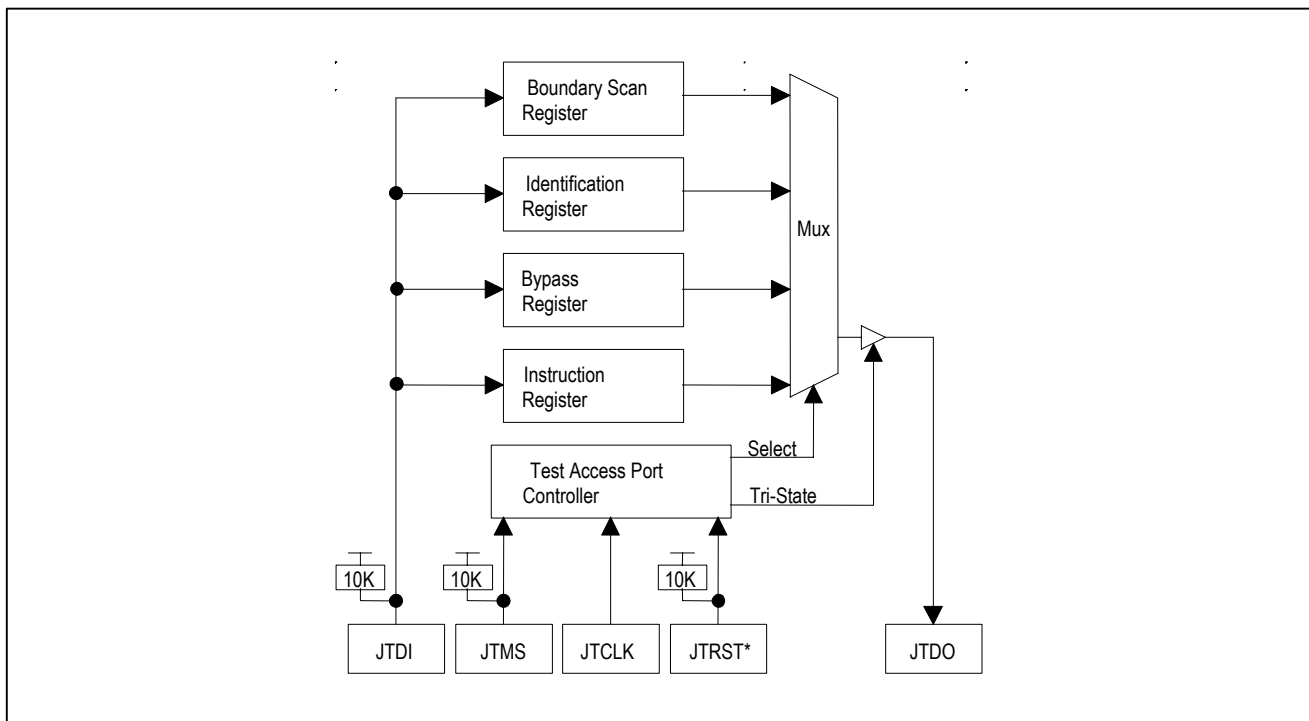 Boundary Scan
Register
Identification
Register
Mux
Bypass
Register
Instruction
Register
Select
Test Access Port
Controller
Tri-State
10K
10K
10K
JTDI
JTMS
JTCLK
JTRST*
JTDO